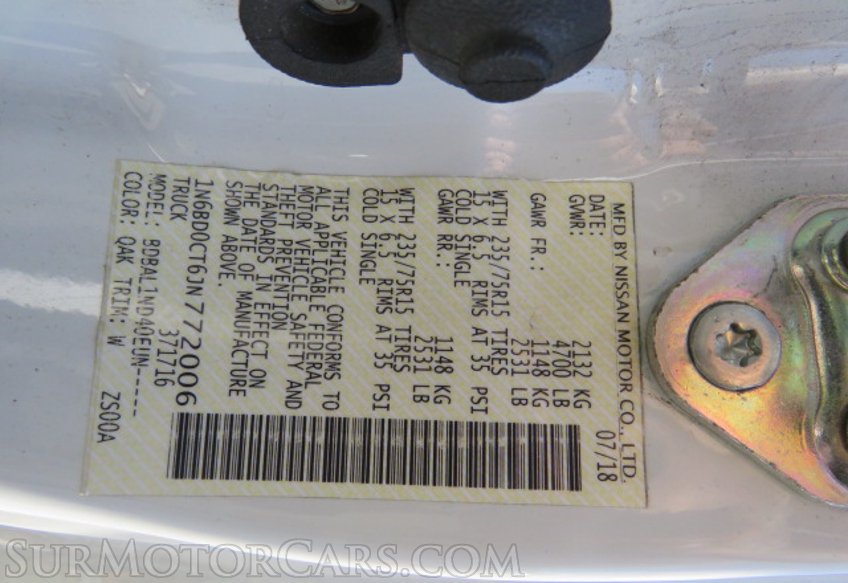 MFD BY NISSAN MOTOR CO., LTD.
DATE: 07/18
GVWR: 2132 KG
4700 LB
GAWR FR.: 1148 KG
2531 LB
WITH 235/75R15 TIRES
15 X 6.5 RIMS AT 35 PSI
COLD SINGLE
GAWR RR.: 1148 KG
2531 LB
WITH 235/75R15 TIRES
15 X 6.5 RIMS AT 35 PSI
COLD SINGLE
THIS VEHICLE CONFORMS TO
ALL APPLICABLE FEDERAL
MOTOR VEHICLE SAFETY AND
THEFT PREVENTION
STANDARDS IN EFFECT ON
THE DATE OF MANUFACTURE
SHOWN ABOVE.
1N6BD0CT6JN772006
TRUCK 371716
MODEL: BDBAL1ND40EUN-----
COLOR: QAK TRIM: W ZS00A
SurMotorCars.com